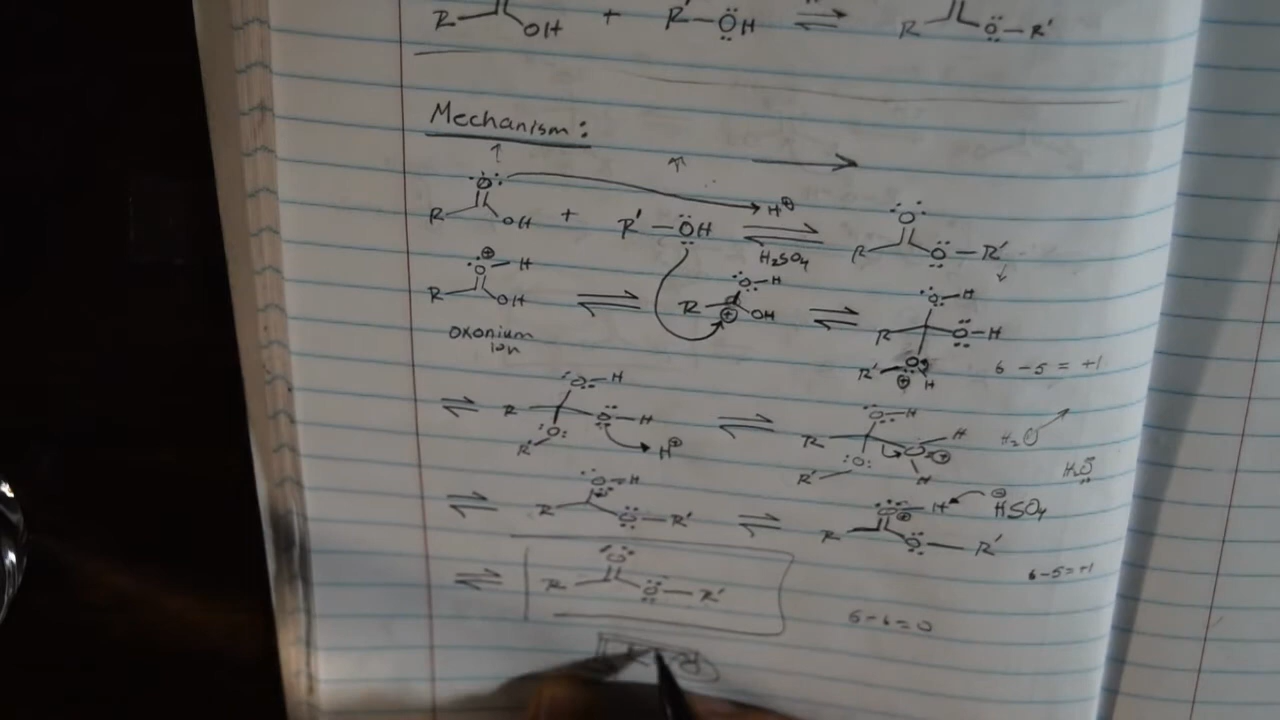 R OH + R'-ÖH ⇌ R Ö-R'
Mechanism:
↑ ↑ →
:O: H⊕ :O:
R OH + R'-ÖH ⇌ R Ö-R'
H₂SO₄
⊕ :O-H :Ö-H
R OH ⇌ R ⊕ OH ⇌ R Ö-H
oxonium ion
R'-O ⊕ H 6-5=+1
:Ö-H :Ö-H
⇌ R Ö-H ⇌ R O⊕ H H₂O
:O: R' H⊕ R' :O: H H₂Ö
:Ö-H :O⊕-H ⊖HSO₄
⇌ R Ö-R' ⇌ R Ö-R'
6-5=+1
:O:
⇌ R Ö-R' 6-6=0